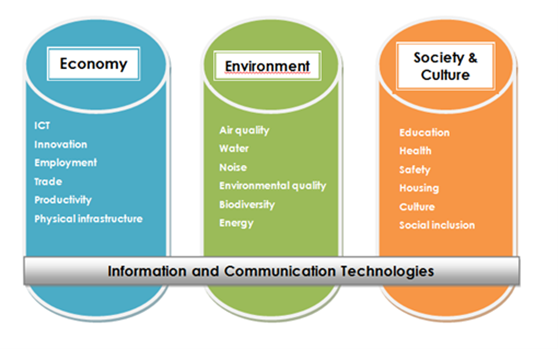 Economy
ICT
Innovation
Employment
Trade
Productivity
Physical infrastructure
Environment
Air quality
Water
Noise
Environmental quality
Biodiversity
Energy
Society &
Culture
Education
Health
Safety
Housing
Culture
Social inclusion
Information and Communication Technologies